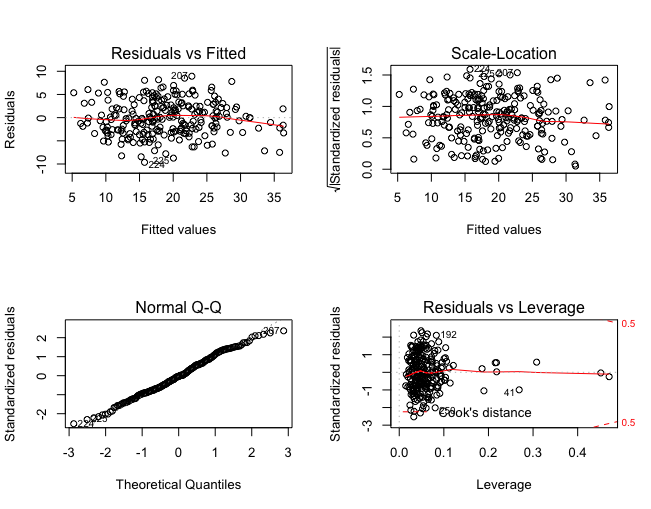 Residuals vs Fitted
Residuals
10
5
0
-10
207
224
5 10 15 20 25 30 35
Fitted values
Scale-Location
√|Standardized residuals|
1.5
1.0
0.5
0.0
224
207
5 10 15 20 25 30 35
Fitted values
Normal Q-Q
Standardized residuals
2
1
0
-2
207
224
-3 -2 -1 0 1 2 3
Theoretical Quantiles
Residuals vs Leverage
Standardized residuals
1
-1
-3
192
41
Cook's distance
0.5
0.5
0.0 0.1 0.2 0.3 0.4
Leverage